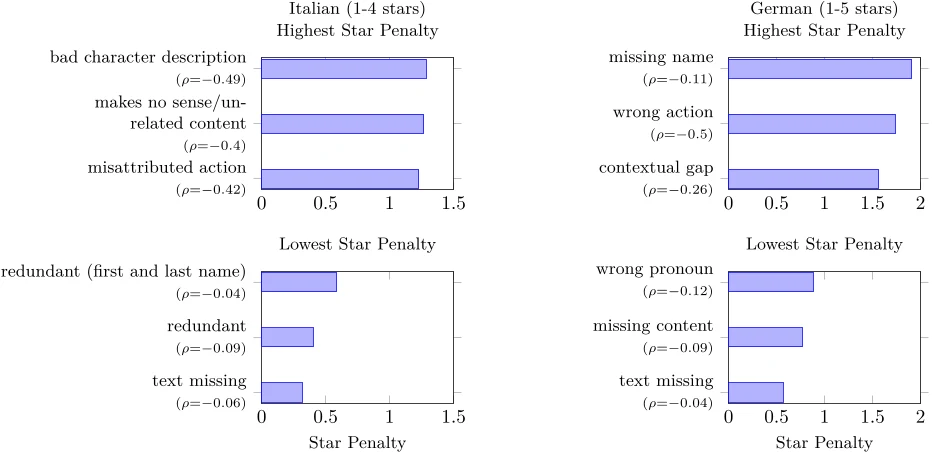 Italian (1-4 stars)
Highest Star Penalty
bad character description
(ρ=−0.49)
makes no sense/un-
related content
(ρ=−0.4)
misattributed action
(ρ=−0.42)
0 0.5 1 1.5
German (1-5 stars)
Highest Star Penalty
missing name
(ρ=−0.11)
wrong action
(ρ=−0.5)
contextual gap
(ρ=−0.26)
0 0.5 1 1.5 2
Lowest Star Penalty
redundant (first and last name)
(ρ=−0.04)
redundant
(ρ=−0.09)
text missing
(ρ=−0.06)
0 0.5 1 1.5
Star Penalty
Lowest Star Penalty
wrong pronoun
(ρ=−0.12)
missing content
(ρ=−0.09)
text missing
(ρ=−0.04)
0 0.5 1 1.5 2
Star Penalty